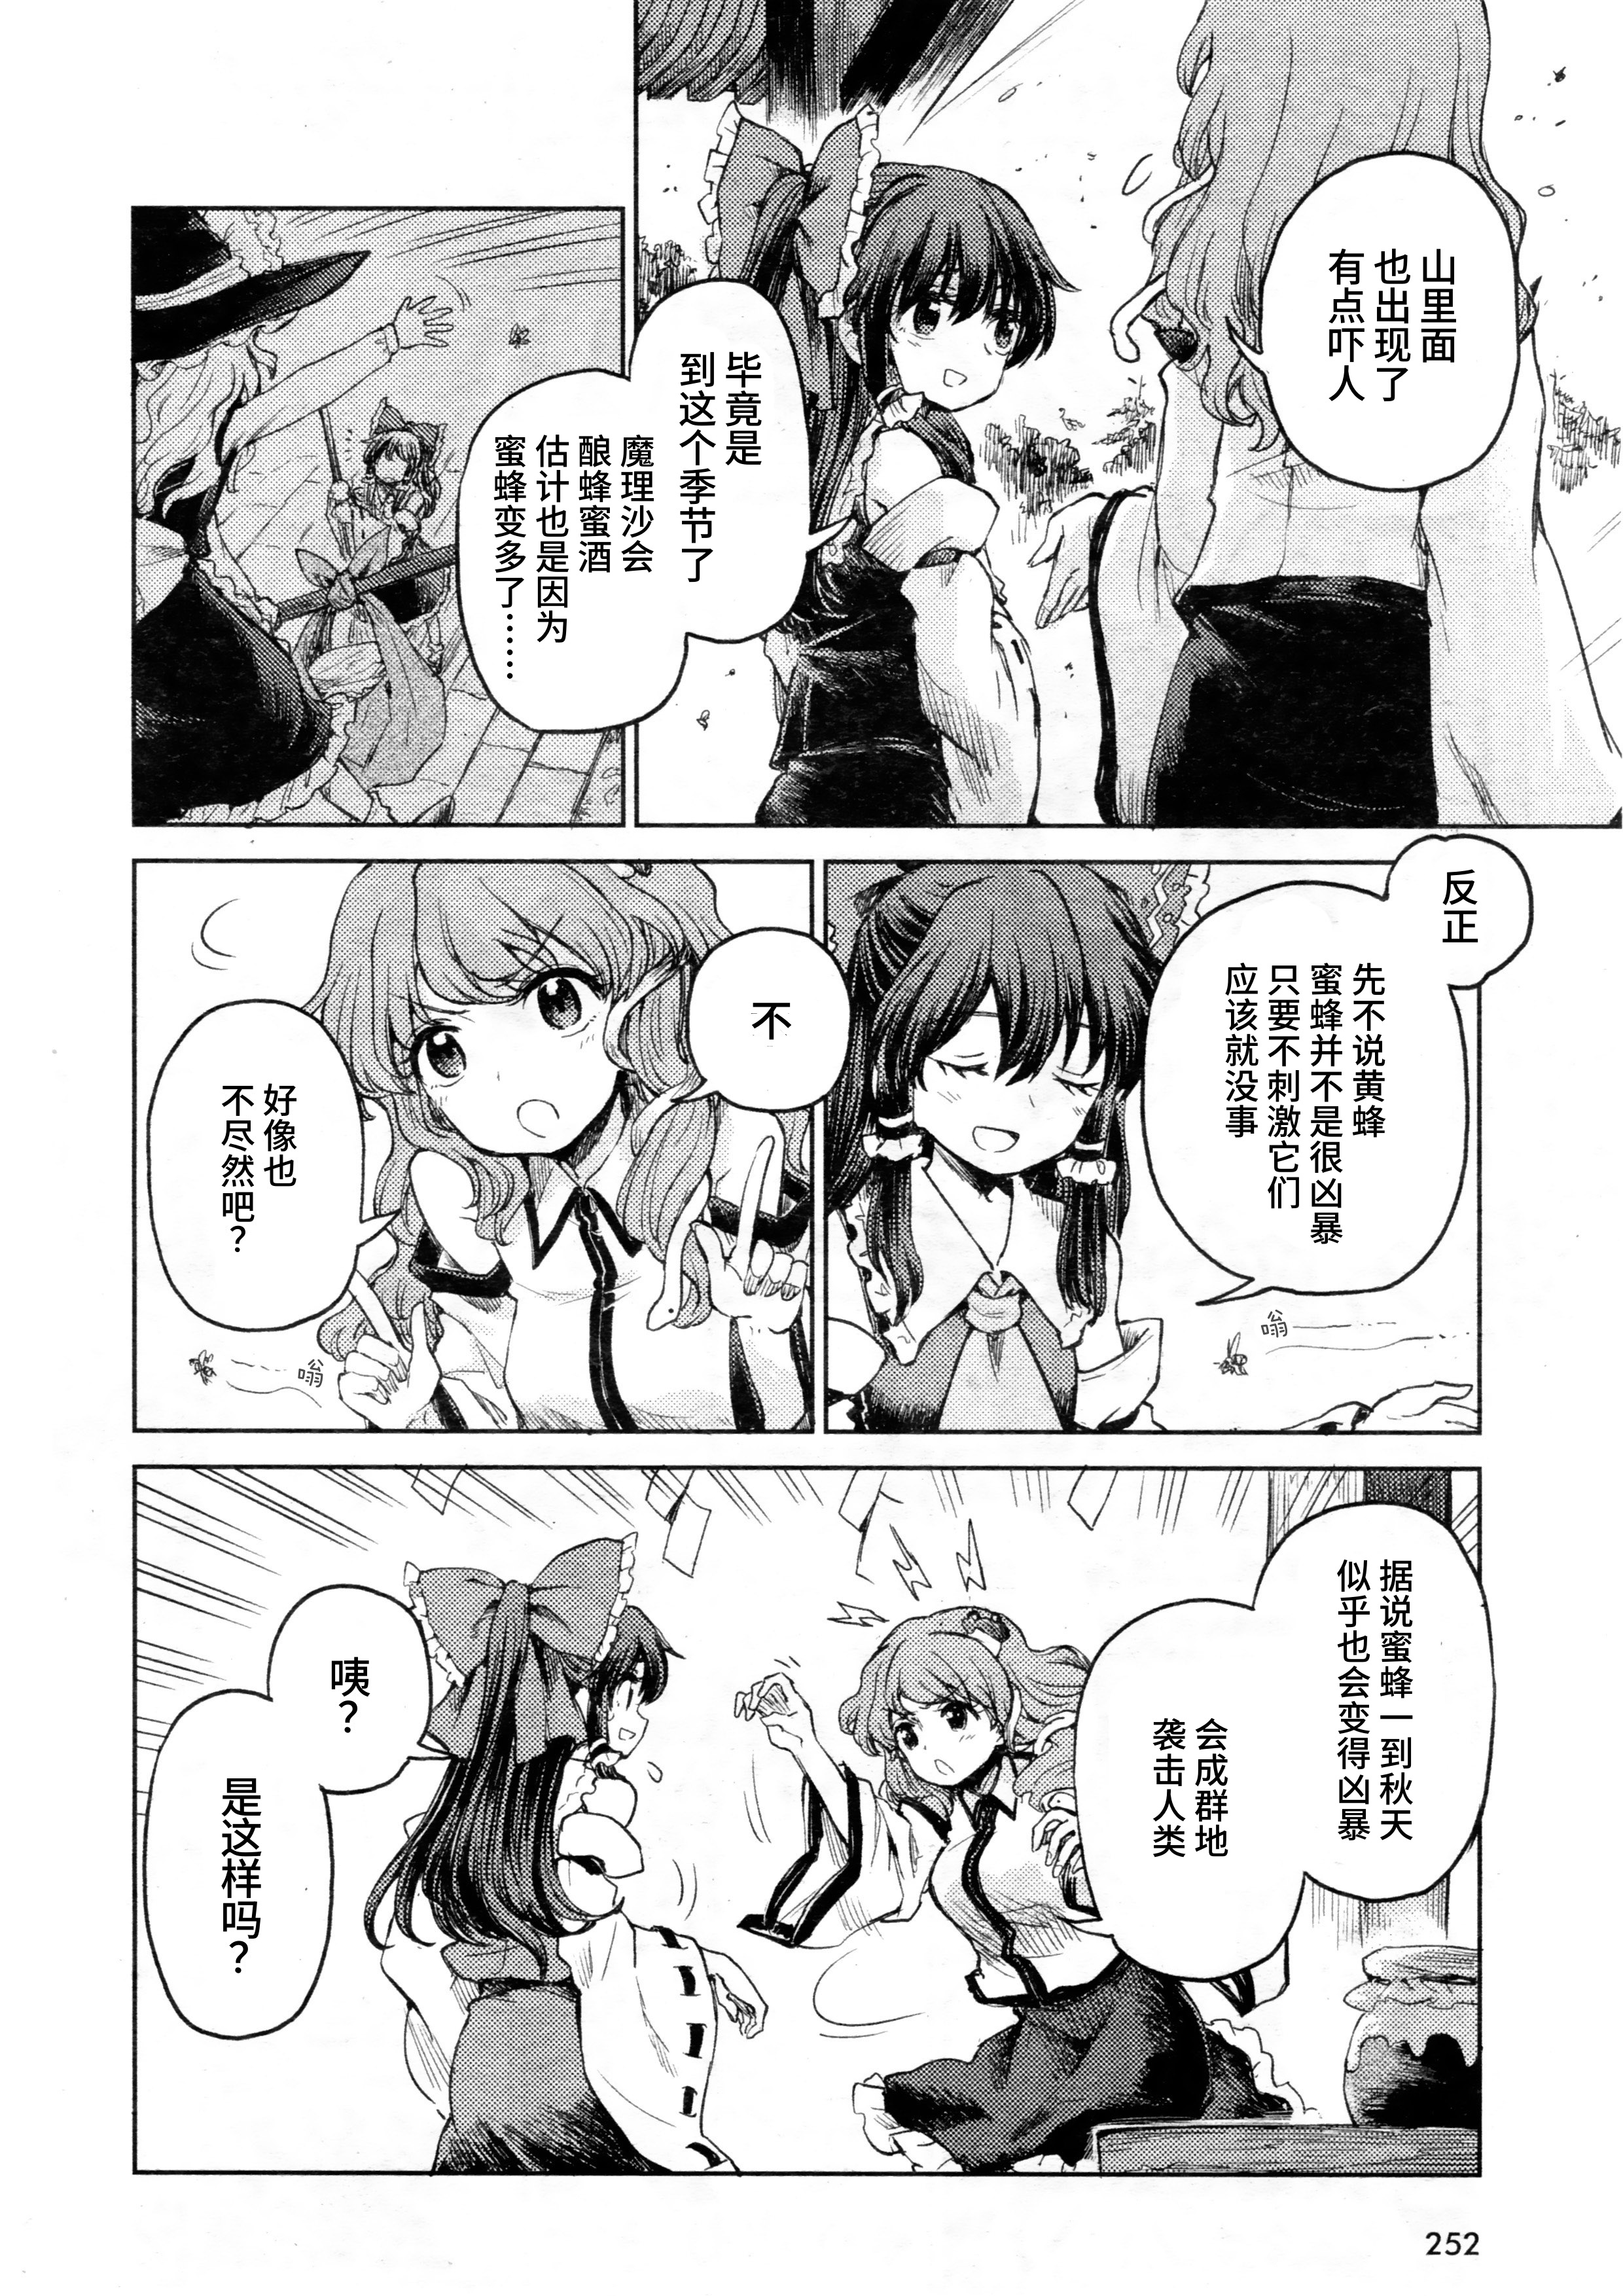 山里面
也出现了
有点吓人
毕竟是
到这个季节了
魔理沙会
酿蜂蜜酒
估计也是因为
蜜蜂变多了……
反正
先不说黄蜂
蜜蜂并不是很凶暴
只要不刺激它们
应该就没事
嗡
不
好像也
不尽然吧？
嗡
据说蜜蜂一到秋天
似乎也会变得凶暴
会成群地
袭击人类
咦？
是这样吗？
252